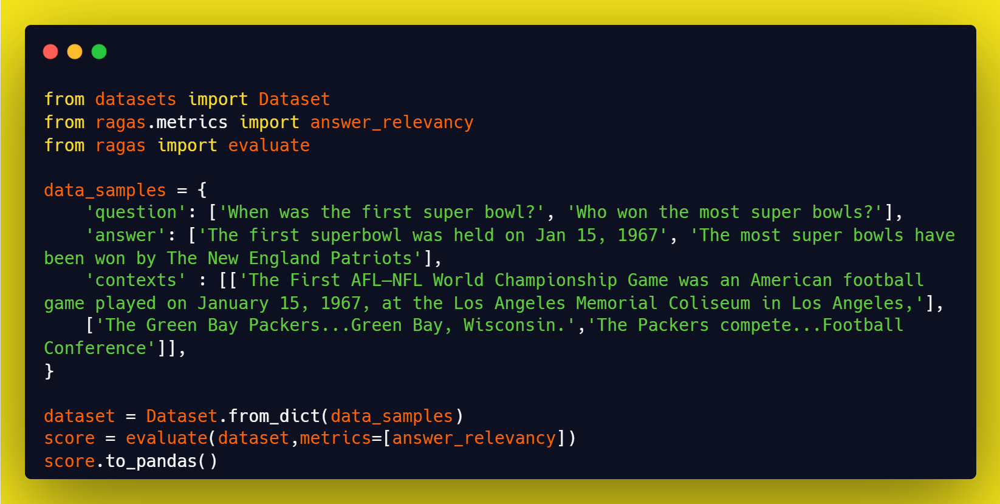 from datasets import Dataset
from ragas.metrics import answer_relevancy
from ragas import evaluate

data_samples = {
    'question': ['When was the first super bowl?', 'Who won the most super bowls?'],
    'answer': ['The first superbowl was held on Jan 15, 1967', 'The most super bowls have
been won by The New England Patriots'],
    'contexts' : [['The First AFL–NFL World Championship Game was an American football
game played on January 15, 1967, at the Los Angeles Memorial Coliseum in Los Angeles,'],
    ['The Green Bay Packers...Green Bay, Wisconsin.','The Packers compete...Football
Conference']],
}

dataset = Dataset.from_dict(data_samples)
score = evaluate(dataset,metrics=[answer_relevancy])
score.to_pandas()